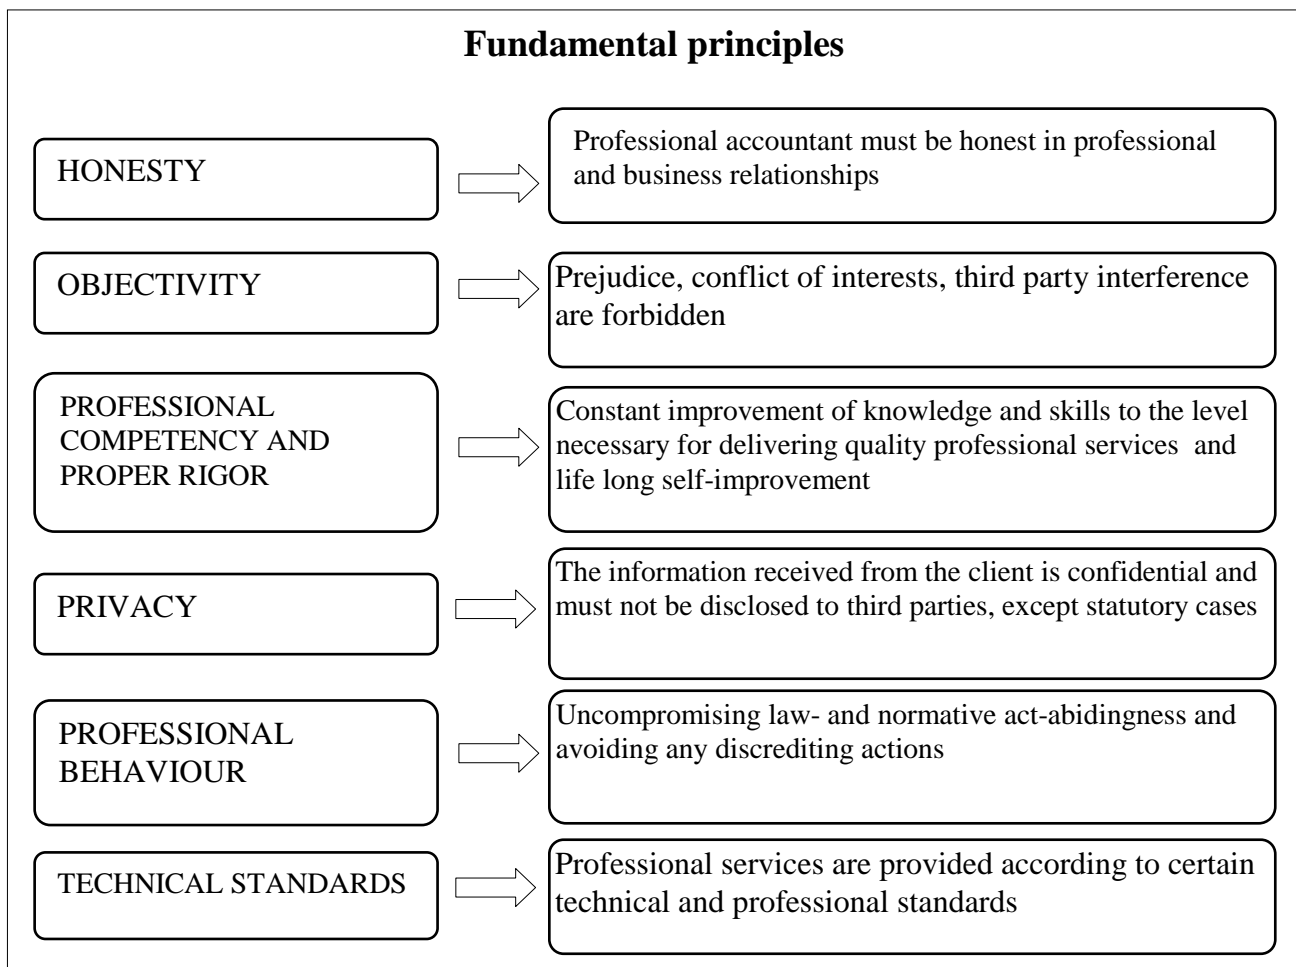 Fundamental principles
HONESTY
Professional accountant must be honest in professional
and business relationships
OBJECTIVITY
Prejudice, conflict of interests, third party interference
are forbidden
PROFESSIONAL
COMPETENCY AND
PROPER RIGOR
Constant improvement of knowledge and skills to the level
necessary for delivering quality professional services  and
life long self-improvement
PRIVACY
The information received from the client is confidential and
must not be disclosed to third parties, except statutory cases
PROFESSIONAL
BEHAVIOUR
Uncompromising law- and normative act-abidingness and
avoiding any discrediting actions
TECHNICAL STANDARDS
Professional services are provided according to certain
technical and professional standards